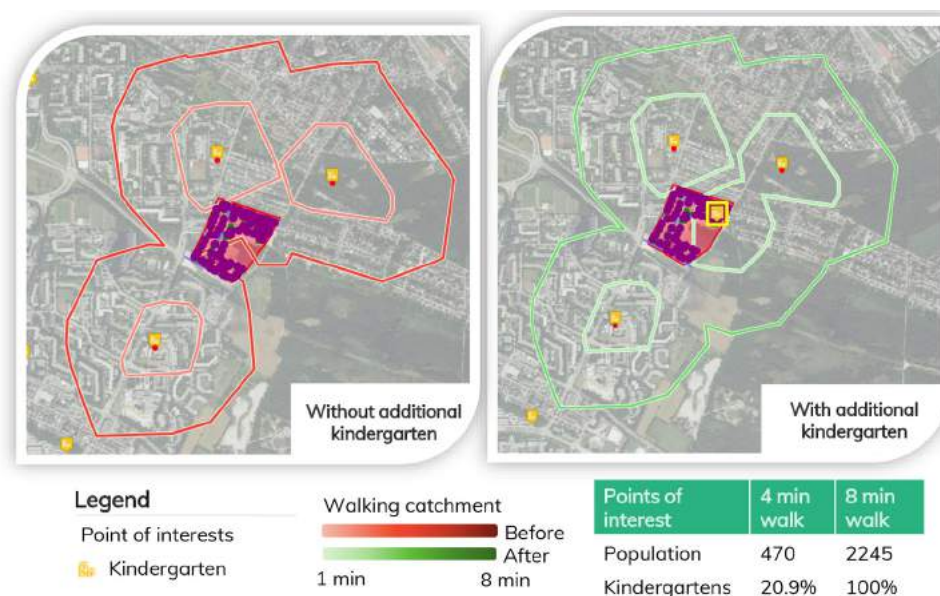 Without additional
kindergarten
With additional
kindergarten
Legend
Point of interests
Kindergarten
Walking catchment
Before
After
1 min
8 min
Points of interest
4 min walk
8 min walk
Population
470
2245
Kindergartens
20.9%
100%